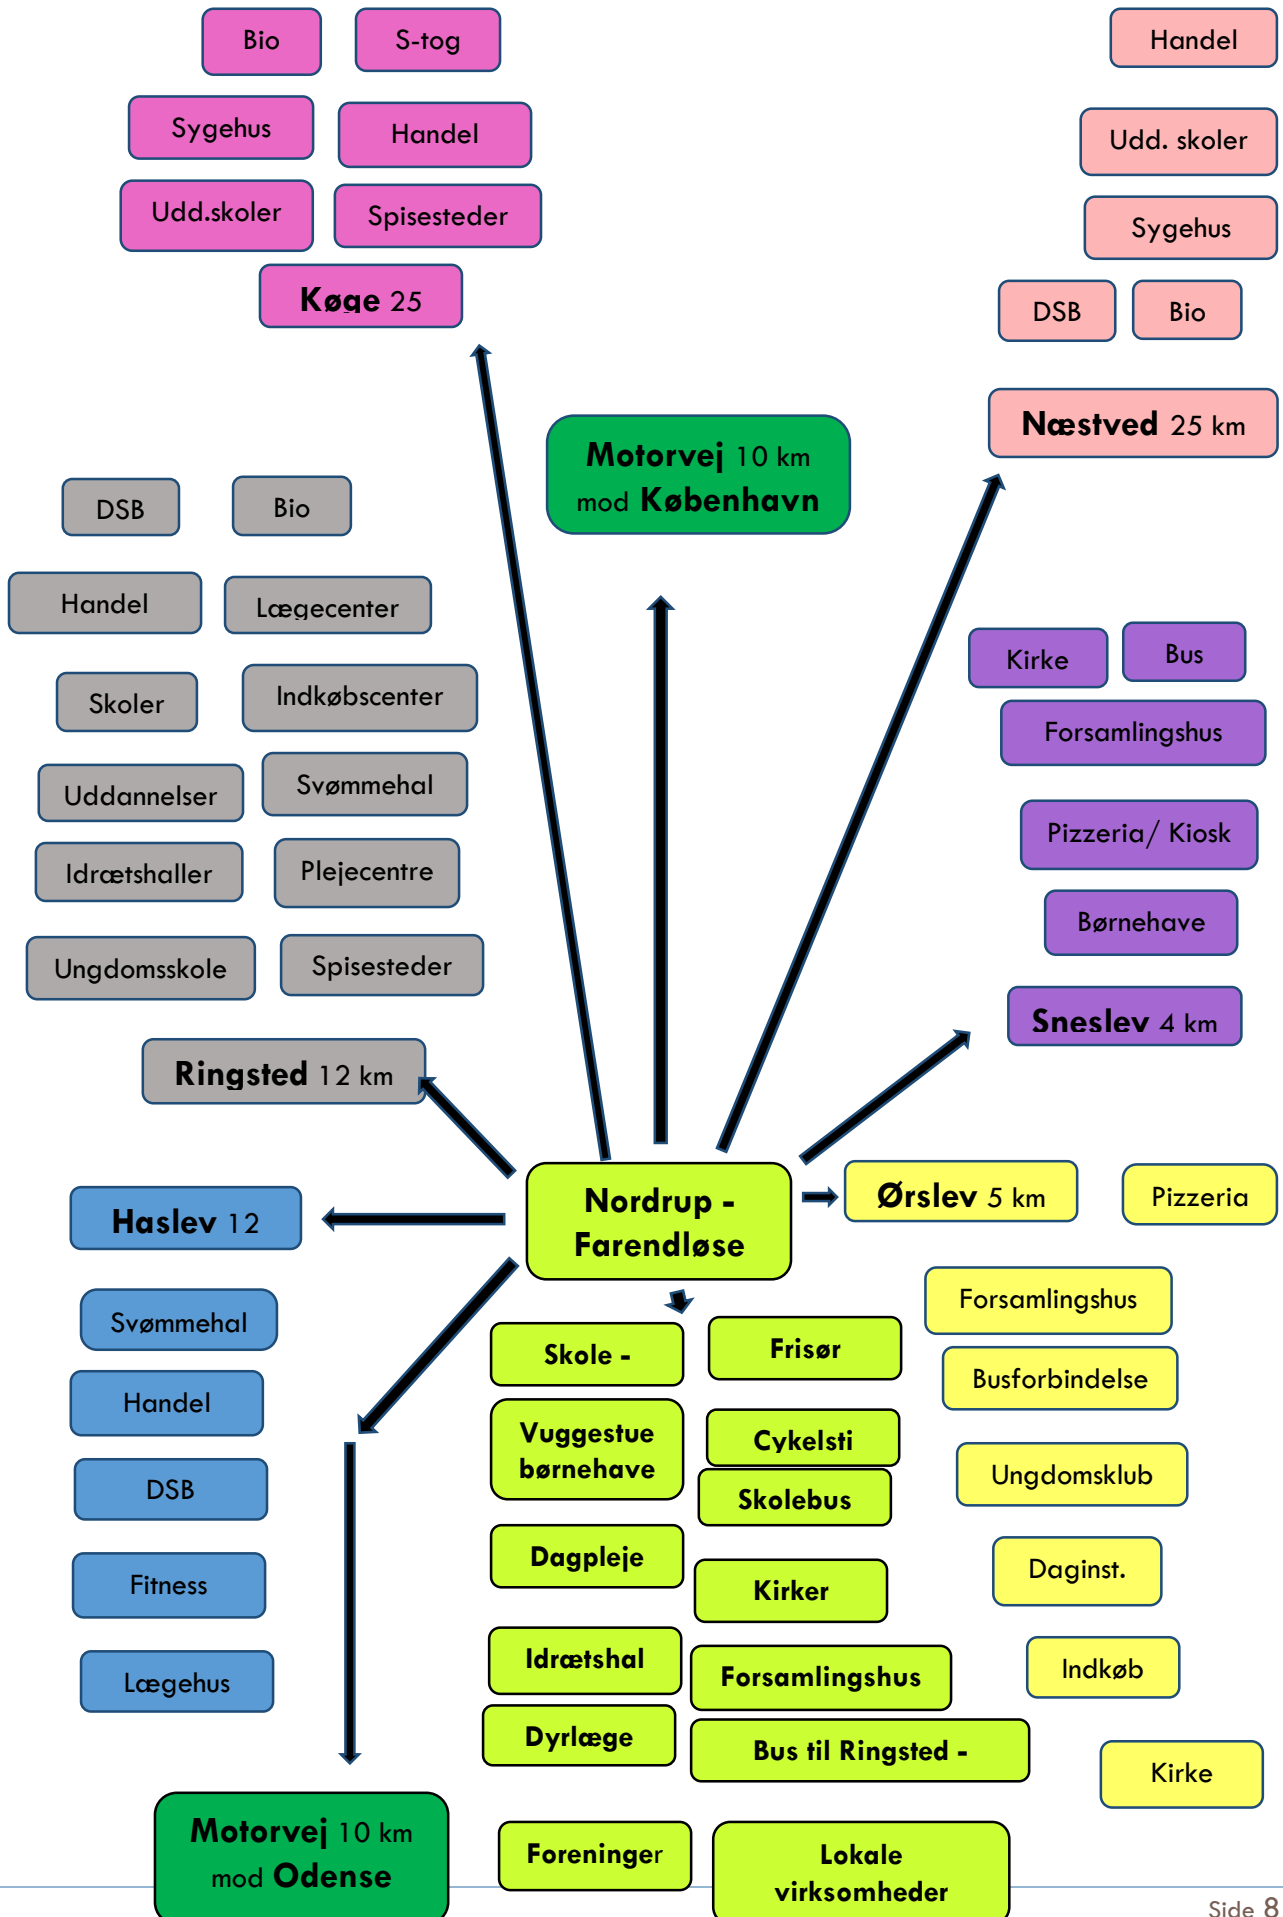 Bio
S-tog
Sygehus
Handel
Udd.skoler
Spisesteder
Køge 25
Handel
Udd. skoler
Sygehus
DSB
Bio
Næstved 25 km
Motorvej 10 km
mod København
DSB
Bio
Handel
Lægecenter
Skoler
Indkøbscenter
Uddannelser
Svømmehal
Idrætshaller
Plejecentre
Ungdomsskole
Spisesteder
Ringsted 12 km
Kirke
Bus
Forsamlingshus
Pizzeria/ Kiosk
Børnehave
Sneslev 4 km
Nordrup -
Farendløse
Ørslev 5 km
Pizzeria
Forsamlingshus
Busforbindelse
Ungdomsklub
Daginst.
Indkøb
Kirke
Haslev 12
Svømmehal
Handel
DSB
Fitness
Lægehus
Skole -
Frisør
Vuggestue
børnehave
Cykelsti
Skolebus
Dagpleje
Kirker
Idrætshal
Forsamlingshus
Dyrlæge
Bus til Ringsted -
Foreninger
Lokale
virksomheder
Motorvej 10 km
mod Odense
Side 8